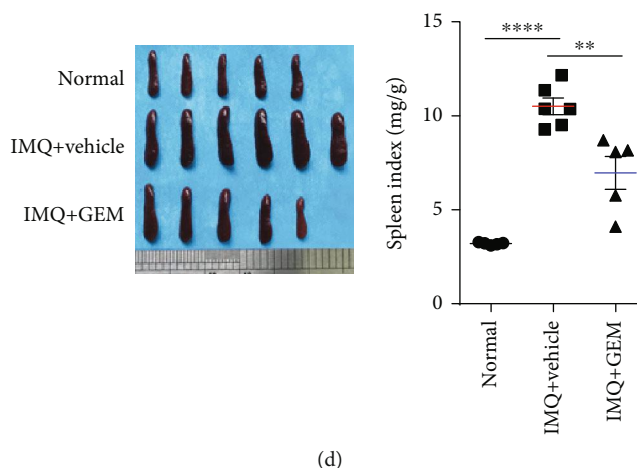 Normal
IMQ+vehicle
IMQ+GEM
Spleen index (mg/g)
15
10
5
0
****
**
Normal
IMQ+vehicle
IMQ+GEM
(d)